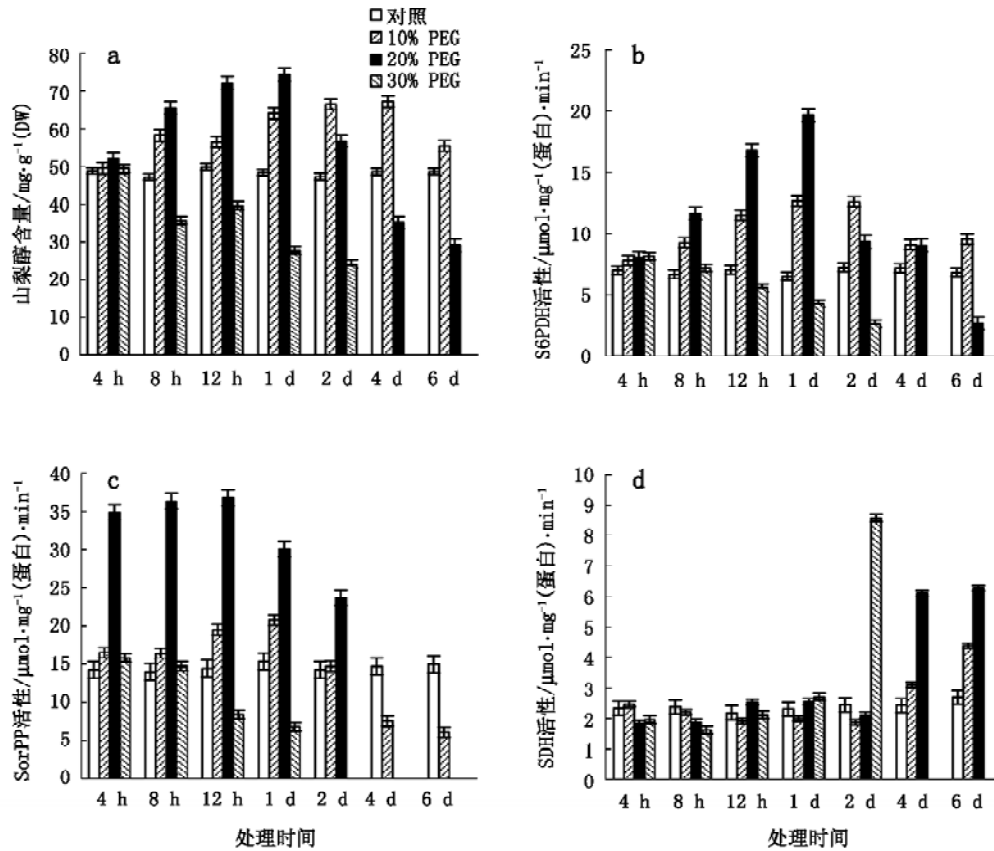 对照
10% PEG
20% PEG
30% PEG
a
山梨醇含量/mg·g⁻¹(DW)
80
70
60
50
40
30
20
10
0
4 h 8 h 12 h 1 d 2 d 4 d 6 d
b
S6PDH活性/μmol·mg⁻¹(蛋白)·min⁻¹
25
20
15
10
5
0
4 h 8 h 12 h 1 d 2 d 4 d 6 d
c
SorPP活性/μmol·mg⁻¹(蛋白)·min⁻¹
40
35
30
25
20
15
10
5
0
4 h 8 h 12 h 1 d 2 d 4 d 6 d
处理时间
d
SDH活性/μmol·mg⁻¹(蛋白)·min⁻¹
10
9
8
7
6
5
4
3
2
1
0
4 h 8 h 12 h 1 d 2 d 4 d 6 d
处理时间